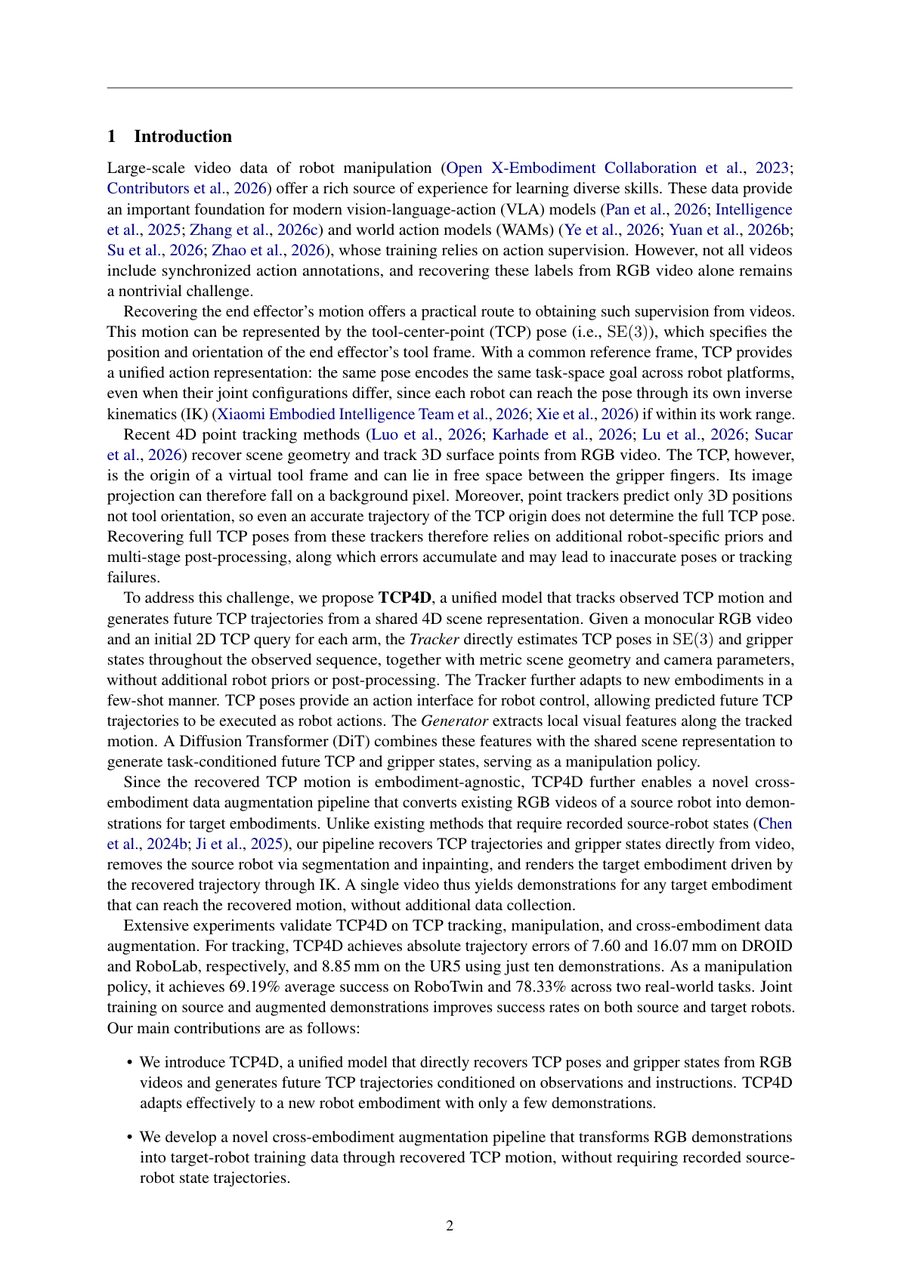 1 Introduction
Large-scale video data of robot manipulation (Open X-Embodiment Collaboration et al., 2023;
Contributors et al., 2026) offer a rich source of experience for learning diverse skills. These data provide
an important foundation for modern vision-language-action (VLA) models (Pan et al., 2026; Intelligence
et al., 2025; Zhang et al., 2026c) and world action models (WAMs) (Ye et al., 2026; Yuan et al., 2026b;
Su et al., 2026; Zhao et al., 2026), whose training relies on action supervision. However, not all videos
include synchronized action annotations, and recovering these labels from RGB video alone remains
a nontrivial challenge.
Recovering the end effector's motion offers a practical route to obtaining such supervision from videos.
This motion can be represented by the tool-center-point (TCP) pose (i.e., SE(3)), which specifies the
position and orientation of the end effector's tool frame. With a common reference frame, TCP provides
a unified action representation: the same pose encodes the same task-space goal across robot platforms,
even when their joint configurations differ, since each robot can reach the pose through its own inverse
kinematics (IK) (Xiaomi Embodied Intelligence Team et al., 2026; Xie et al., 2026) if within its work range.
Recent 4D point tracking methods (Luo et al., 2026; Karhade et al., 2026; Lu et al., 2026; Sucar
et al., 2026) recover scene geometry and track 3D surface points from RGB video. The TCP, however,
is the origin of a virtual tool frame and can lie in free space between the gripper fingers. Its image
projection can therefore fall on a background pixel. Moreover, point trackers predict only 3D positions
not tool orientation, so even an accurate trajectory of the TCP origin does not determine the full TCP pose.
Recovering full TCP poses from these trackers therefore relies on additional robot-specific priors and
multi-stage post-processing, along which errors accumulate and may lead to inaccurate poses or tracking
failures.
To address this challenge, we propose TCP4D, a unified model that tracks observed TCP motion and
generates future TCP trajectories from a shared 4D scene representation. Given a monocular RGB video
and an initial 2D TCP query for each arm, the Tracker directly estimates TCP poses in SE(3) and gripper
states throughout the observed sequence, together with metric scene geometry and camera parameters,
without additional robot priors or post-processing. The Tracker further adapts to new embodiments in a
few-shot manner. TCP poses provide an action interface for robot control, allowing predicted future TCP
trajectories to be executed as robot actions. The Generator extracts local visual features along the tracked
motion. A Diffusion Transformer (DiT) combines these features with the shared scene representation to
generate task-conditioned future TCP and gripper states, serving as a manipulation policy.
Since the recovered TCP motion is embodiment-agnostic, TCP4D further enables a novel cross-
embodiment data augmentation pipeline that converts existing RGB videos of a source robot into demon-
strations for target embodiments. Unlike existing methods that require recorded source-robot states (Chen
et al., 2024b; Ji et al., 2025), our pipeline recovers TCP trajectories and gripper states directly from video,
removes the source robot via segmentation and inpainting, and renders the target embodiment driven by
the recovered trajectory through IK. A single video thus yields demonstrations for any target embodiment
that can reach the recovered motion, without additional data collection.
Extensive experiments validate TCP4D on TCP tracking, manipulation, and cross-embodiment data
augmentation. For tracking, TCP4D achieves absolute trajectory errors of 7.60 and 16.07 mm on DROID
and RoboLab, respectively, and 8.85 mm on the UR5 using just ten demonstrations. As a manipulation
policy, it achieves 69.19% average success on RoboTwin and 78.33% across two real-world tasks. Joint
training on source and augmented demonstrations improves success rates on both source and target robots.
Our main contributions are as follows:
• We introduce TCP4D, a unified model that directly recovers TCP poses and gripper states from RGB
videos and generates future TCP trajectories conditioned on observations and instructions. TCP4D
adapts effectively to a new robot embodiment with only a few demonstrations.
• We develop a novel cross-embodiment augmentation pipeline that transforms RGB demonstrations
into target-robot training data through recovered TCP motion, without requiring recorded source-
robot state trajectories.
2